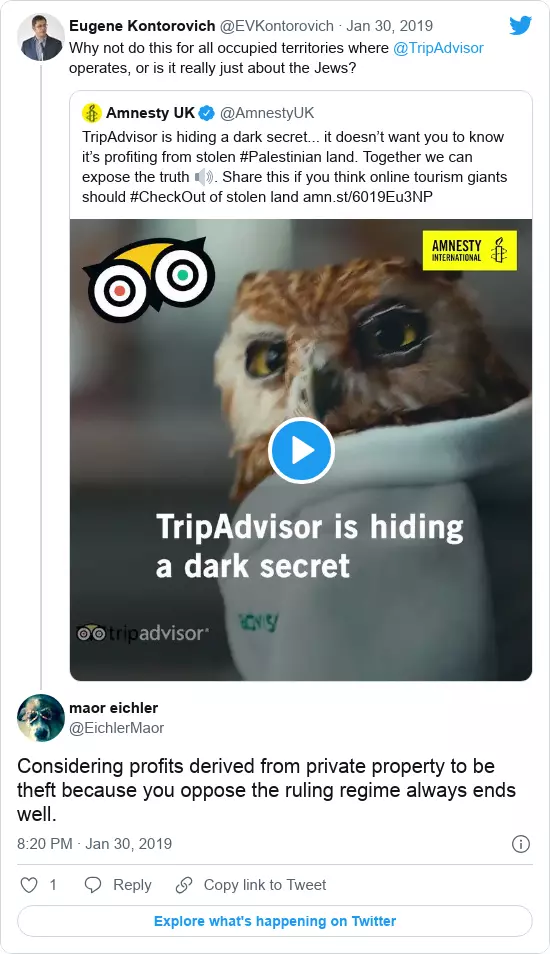 Eugene Kontorovich @EVKontorovich · Jan 30, 2019
Why not do this for all occupied territories where @TripAdvisor
operates, or is it really just about the Jews?
Amnesty UK @AmnestyUK
TripAdvisor is hiding a dark secret... it doesn’t want you to know
it’s profiting from stolen #Palestinian land. Together we can
expose the truth 🔊. Share this if you think online tourism giants
should #CheckOut of stolen land amn.st/6019Eu3NP
AMNESTY
INTERNATIONAL
TripAdvisor is hiding
a dark secret
tripadvisor®
maor eichler
@EichlerMaor
Considering profits derived from private property to be
theft because you oppose the ruling regime always ends
well.
8:20 PM · Jan 30, 2019
1 Reply Copy link to Tweet
Explore what's happening on Twitter